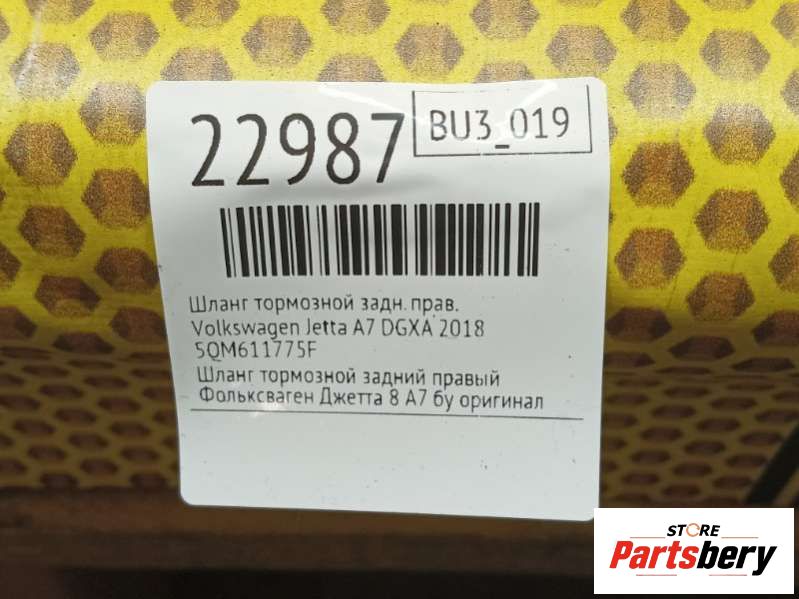 22987
BU3_019
Шланг тормозной задн. прав.
Volkswagen Jetta A7 DGXA 2018
5QM611775F
Шланг тормозной задний правый
Фольксваген Джетта 8 А7 бу оригинал
STORE
Partsbery